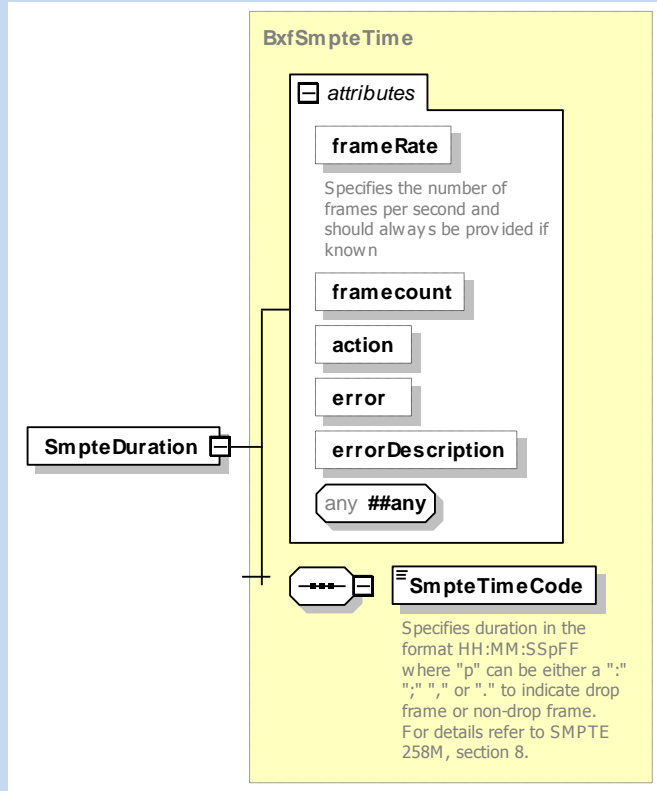 BxfSmpteTime
attributes
frameRate
Specifies the number of
frames per second and
should always be provided if
known
framecount
action
error
SmpteDuration
errorDescription
any ##any
SmpteTimeCode
Specifies duration in the
format HH:MM:SSpFF
where "p" can be either a ":"
";" "," or "." to indicate drop
frame or non-drop frame.
For details refer to SMPTE
258M, section 8.